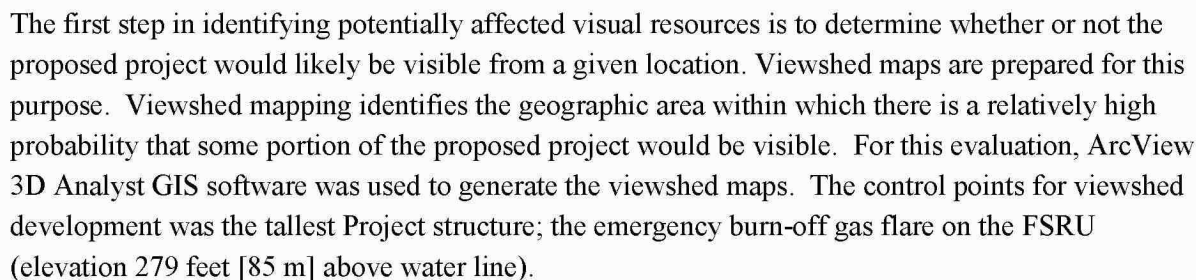 The first step in identifying potentially affected visual resources is to determine whether or not the
proposed project would likely be visible from a given location. Viewshed maps are prepared for this
purpose.  Viewshed mapping identifies the geographic area within which there is a relatively high
probability that some portion of the proposed project would be visible.  For this evaluation, ArcView
3D Analyst GIS software was used to generate the viewshed maps.  The control points for viewshed
development was the tallest Project structure; the emergency burn-off gas flare on the FSRU
(elevation 279 feet [85 m] above water line).